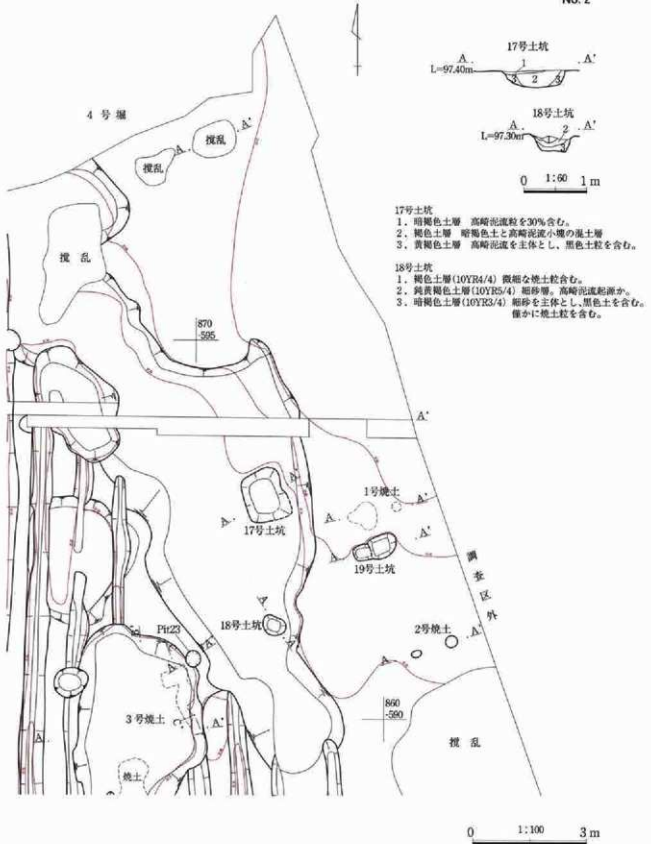 No. 2
17号土坑
A
A'
L=97.40m
1
3
2
3
18号土坑
A
A'
L=97.30m
1
2
3
0 1:60 1m
17号土坑
1．暗褐色土層 高崎泥流粒を30%含む。
2．褐色土層 暗褐色土と高崎泥流小塊の混土層
3．黄褐色土層 高崎泥流を主体とし、黒色土粒を含む。
18号土坑
1．褐色土層(10YR4/4) 微細な焼土粒含む。
2．鈍黄褐色土層(10YR5/4) 細砂層。高崎泥流起源か。
3．暗褐色土層(10YR3/4) 細砂を主体とし、黒色土を含む。
僅かに焼土粒を含む。
4号堀
撹乱
A
撹乱
A'
撹乱
870
-595
A'
1号焼土
A
A'
A
A
17号土坑
A'
A
19号土坑
調査区外
A
18号土坑
A'
2号焼土
A
A'
Pit23
A'
A
3号焼土
A'
A
焼土
860
-590
撹乱
0 1:100 3m